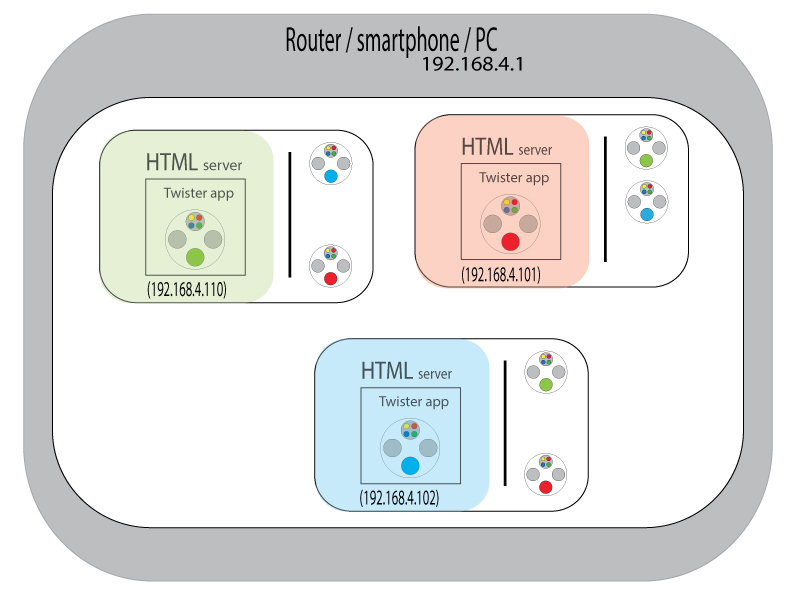 Router / smartphone / PC
192.168.4.1
HTML server
Twister app
(192.168.4.110)
HTML server
Twister app
(192.168.4.101)
HTML server
Twister app
(192.168.4.102)